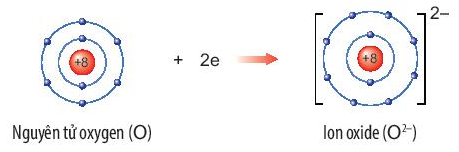 +8
+ 2e
+8
2–
Nguyên tử oxygen (O)
Ion oxide (O²⁻)